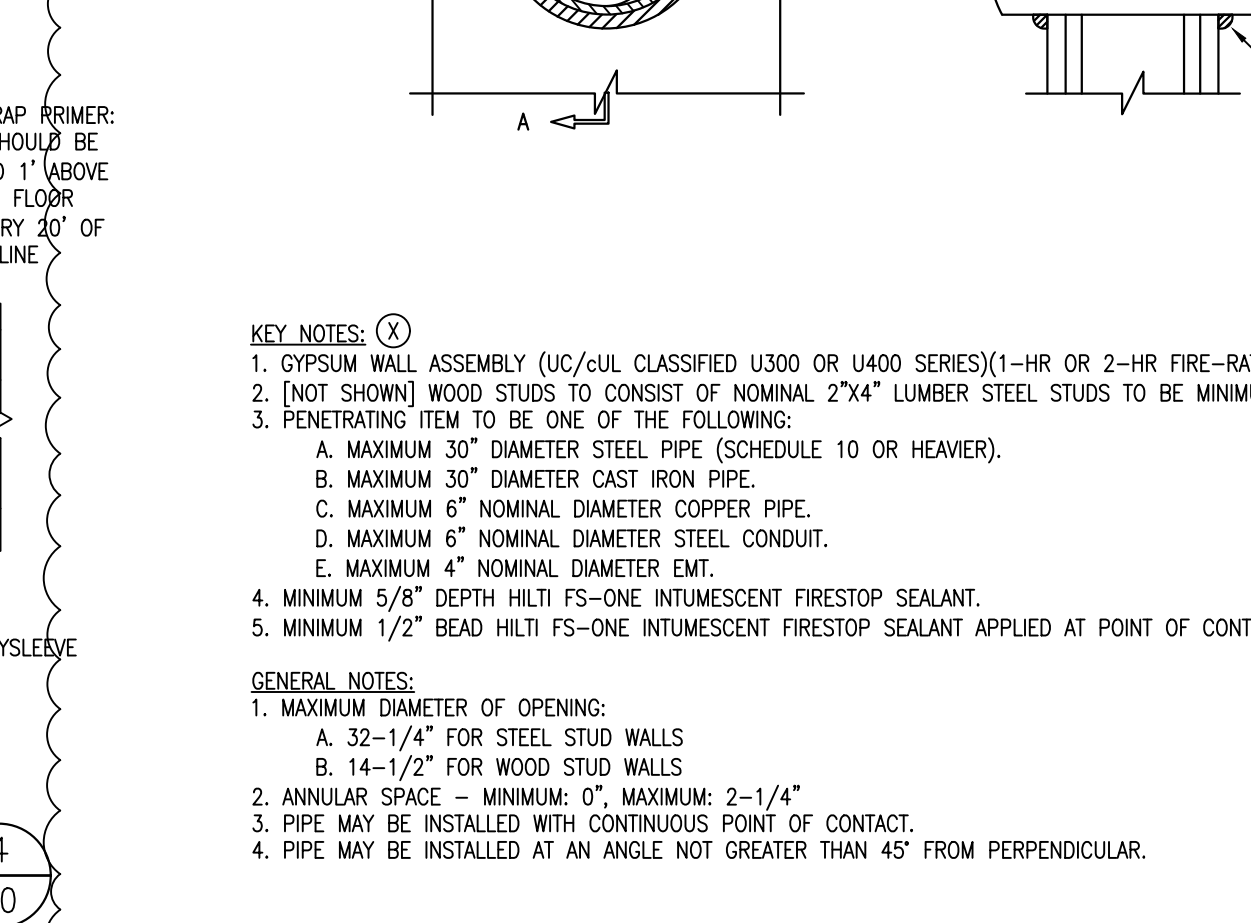 A
PRIMER:
BE
1' ABOVE
FLOOR
20' OF
LINE
KEY NOTES: X
1. GYPSUM WALL ASSEMBLY (UC/cUL CLASSIFIED U300 OR U400 SERIES)(1-HR OR 2-HR
2. [NOT SHOWN] WOOD STUDS TO CONSIST OF NOMINAL 2"X4" LUMBER STEEL STUDS TO BE
3. PENETRATING ITEM TO BE ONE OF THE FOLLOWING:
A. MAXIMUM 30" DIAMETER STEEL PIPE (SCHEDULE 10 OR HEAVIER).
B. MAXIMUM 30" DIAMETER CAST IRON PIPE.
C. MAXIMUM 6" NOMINAL DIAMETER COPPER PIPE.
D. MAXIMUM 6" NOMINAL DIAMETER STEEL CONDUIT.
E. MAXIMUM 4" NOMINAL DIAMETER EMT.
4. MINIMUM 5/8" DEPTH HILTI FS-ONE INTUMESCENT FIRESTOP SEALANT.
5. MINIMUM 1/2" BEAD HILTI FS-ONE INTUMESCENT FIRESTOP SEALANT APPLIED AT POINT OF
GENERAL NOTES:
1. MAXIMUM DIAMETER OF OPENING:
A. 32-1/4" FOR STEEL STUD WALLS
B. 14-1/2" FOR WOOD STUD WALLS
2. ANNULAR SPACE - MINIMUM: 0", MAXIMUM: 2-1/4"
3. PIPE MAY BE INSTALLED WITH CONTINUOUS POINT OF CONTACT.
4. PIPE MAY BE INSTALLED AT AN ANGLE NOT GREATER THAN 45° FROM PERPENDICULAR.